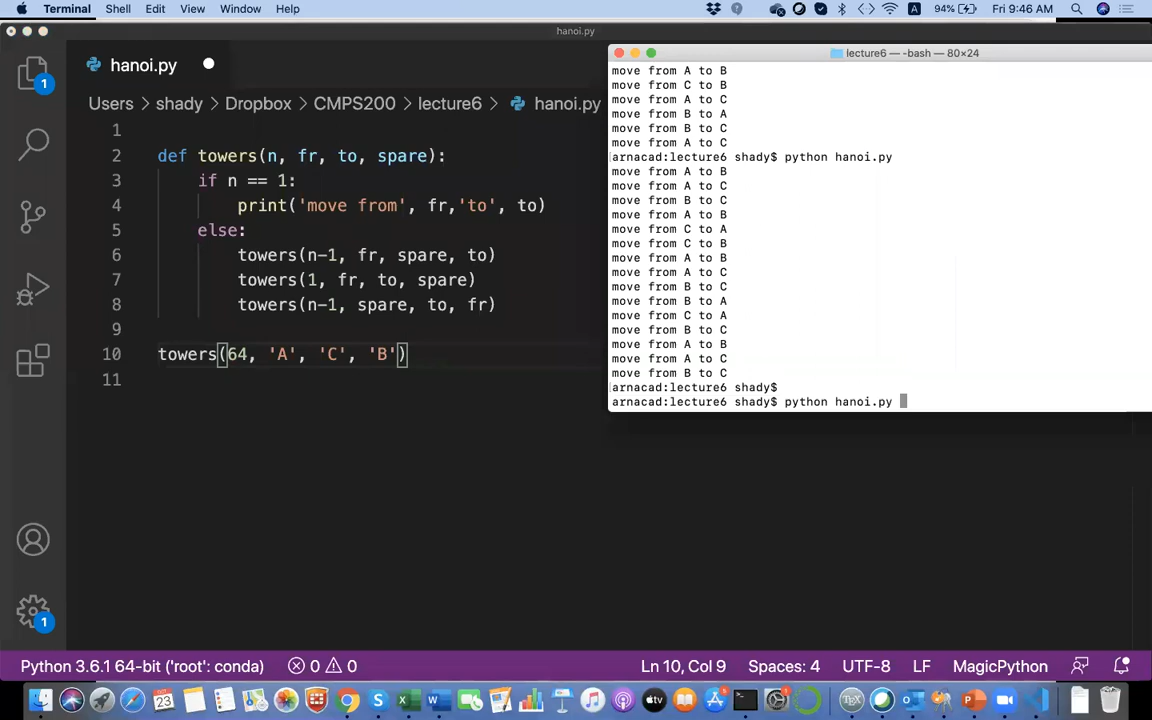 Terminal Shell Edit View Window Help 94% Fri 9:46 AM
hanoi.py
hanoi.py
1
Users > shady > Dropbox > CMPS200 > lecture6 > hanoi.py
1
2 def towers(n, fr, to, spare):
3 if n == 1:
4 print('move from', fr,'to', to)
5 else:
6 towers(n-1, fr, spare, to)
7 towers(1, fr, to, spare)
8 towers(n-1, spare, to, fr)
9
10 towers(64, 'A', 'C', 'B')
11
lecture6 — -bash — 80×24
move from A to B
move from C to B
move from A to C
move from B to A
move from B to C
move from A to C
arnacad:lecture6 shady$ python hanoi.py
move from A to B
move from A to C
move from B to C
move from A to B
move from C to A
move from C to B
move from A to B
move from A to C
move from B to C
move from B to A
move from C to A
move from B to C
move from A to B
move from A to C
move from B to C
arnacad:lecture6 shady$
arnacad:lecture6 shady$ python hanoi.py
1
Python 3.6.1 64-bit ('root': conda) 0 0 Ln 10, Col 9 Spaces: 4 UTF-8 LF MagicPython